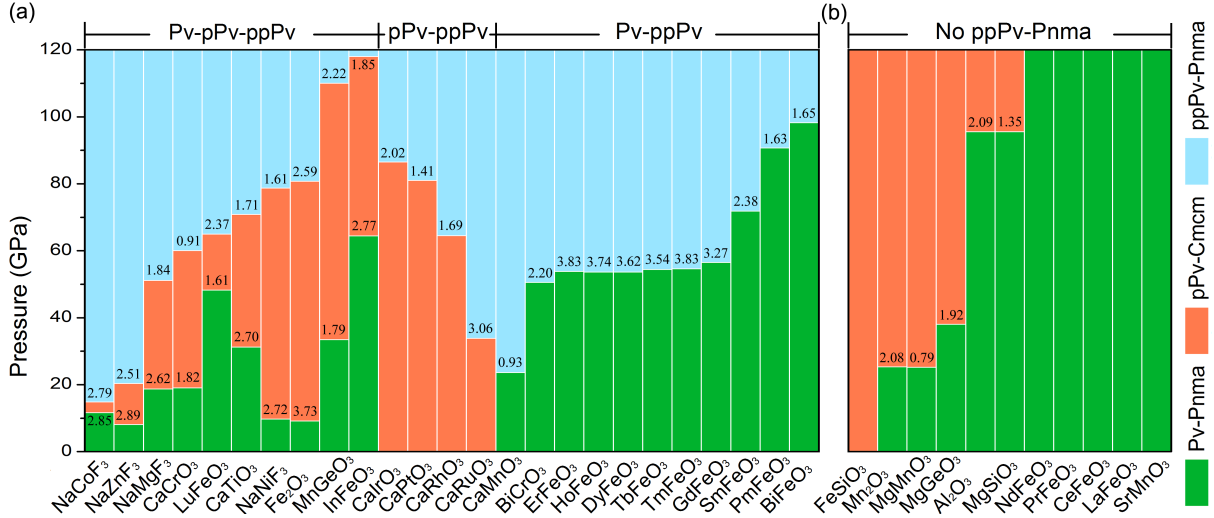 (a)
Pv-pPv-ppPv
pPv-ppPv
Pv-ppPv
(b)
No ppPv-Pnma
Pressure (GPa)
120
100
80
60
40
20
0
2.79
2.85
2.51
2.89
1.84
2.62
0.91
1.82
2.37
1.61
1.71
2.70
1.61
2.72
2.59
3.73
2.22
1.79
1.85
2.77
2.02
1.41
1.69
3.06
0.93
2.20
3.83
3.74
3.62
3.54
3.83
3.27
2.38
1.63
1.65
2.08
0.79
1.92
2.09
1.35
NaCoF₃
NaZnF₃
NaMgF₃
CaCrO₃
LuFeO₃
CaTiO₃
NaNiF₃
Fe₂O₃
MnGeO₃
InFeO₃
CaIrO₃
CaPtO₃
CaRhO₃
CaRuO₃
CaMnO₃
BiCrO₃
ErFeO₃
HoFeO₃
DyFeO₃
TbFeO₃
TmFeO₃
GdFeO₃
SmFeO₃
PmFeO₃
BiFeO₃
FeSiO₃
Mn₂O₃
MgMnO₃
MgGeO₃
Al₂O₃
MgSiO₃
NdFeO₃
PrFeO₃
CeFeO₃
LaFeO₃
SrMnO₃
ppPv-Pnma
pPv-Cmcm
Pv-Pnma